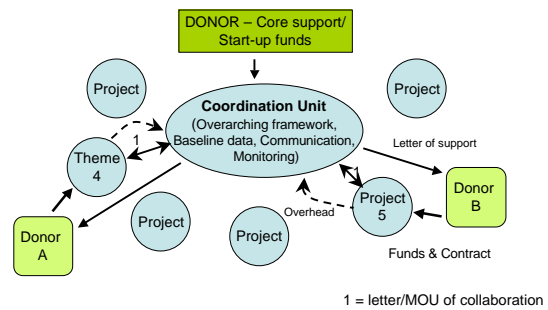 DONOR – Core support/
Start-up funds
Project
Project
Coordination Unit
(Overarching framework,
Baseline data, Communication,
Monitoring)
1
Letter of support
Theme
4
1
Project
5
Donor
B
Overhead
Project
Project
Donor
A
Funds & Contract
1 = letter/MOU of collaboration